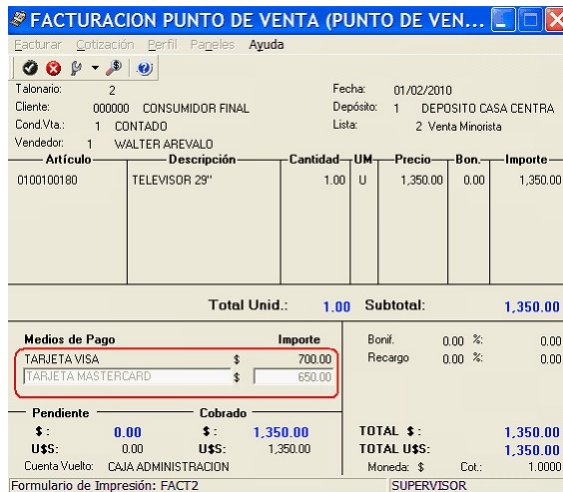 FACTURACION PUNTO DE VENTA (PUNTO DE VEN...
Facturar Cotización Perfil Paneles Ayuda
Talonario: 2 Fecha: 01/02/2010
Cliente: 000000 CONSUMIDOR FINAL Depósito: 1 DEPOSITO CASA CENTRA
Cond.Vta.: 1 CONTADO Lista: 2 Venta Minorista
Vendedor: 1 WALTER AREVALO
Artículo Descripción Cantidad UM Precio Bon. Importe
0100100180 TELEVISOR 29" 1.00 U 1,350.00 0.00 1,350.00
Total Unid.: 1.00 Subtotal: 1,350.00
Medios de Pago Importe Bonif. 0.00 %: 0.00
TARJETA VISA $ 700.00 Recargo 0.00 %: 0.00
TARJETA MASTERCARD $ 650.00
Pendiente Cobrado
$ : 0.00 $ : 1,350.00 TOTAL $ : 1,350.00
U$S: 0.00 U$S: 1,350.00 TOTAL U$S: 1,350.00
Cuenta Vuelto: CAJA ADMINISTRACION Moneda: $ Cot.: 1.0000
Formulario de Impresión: FACT2 SUPERVISOR